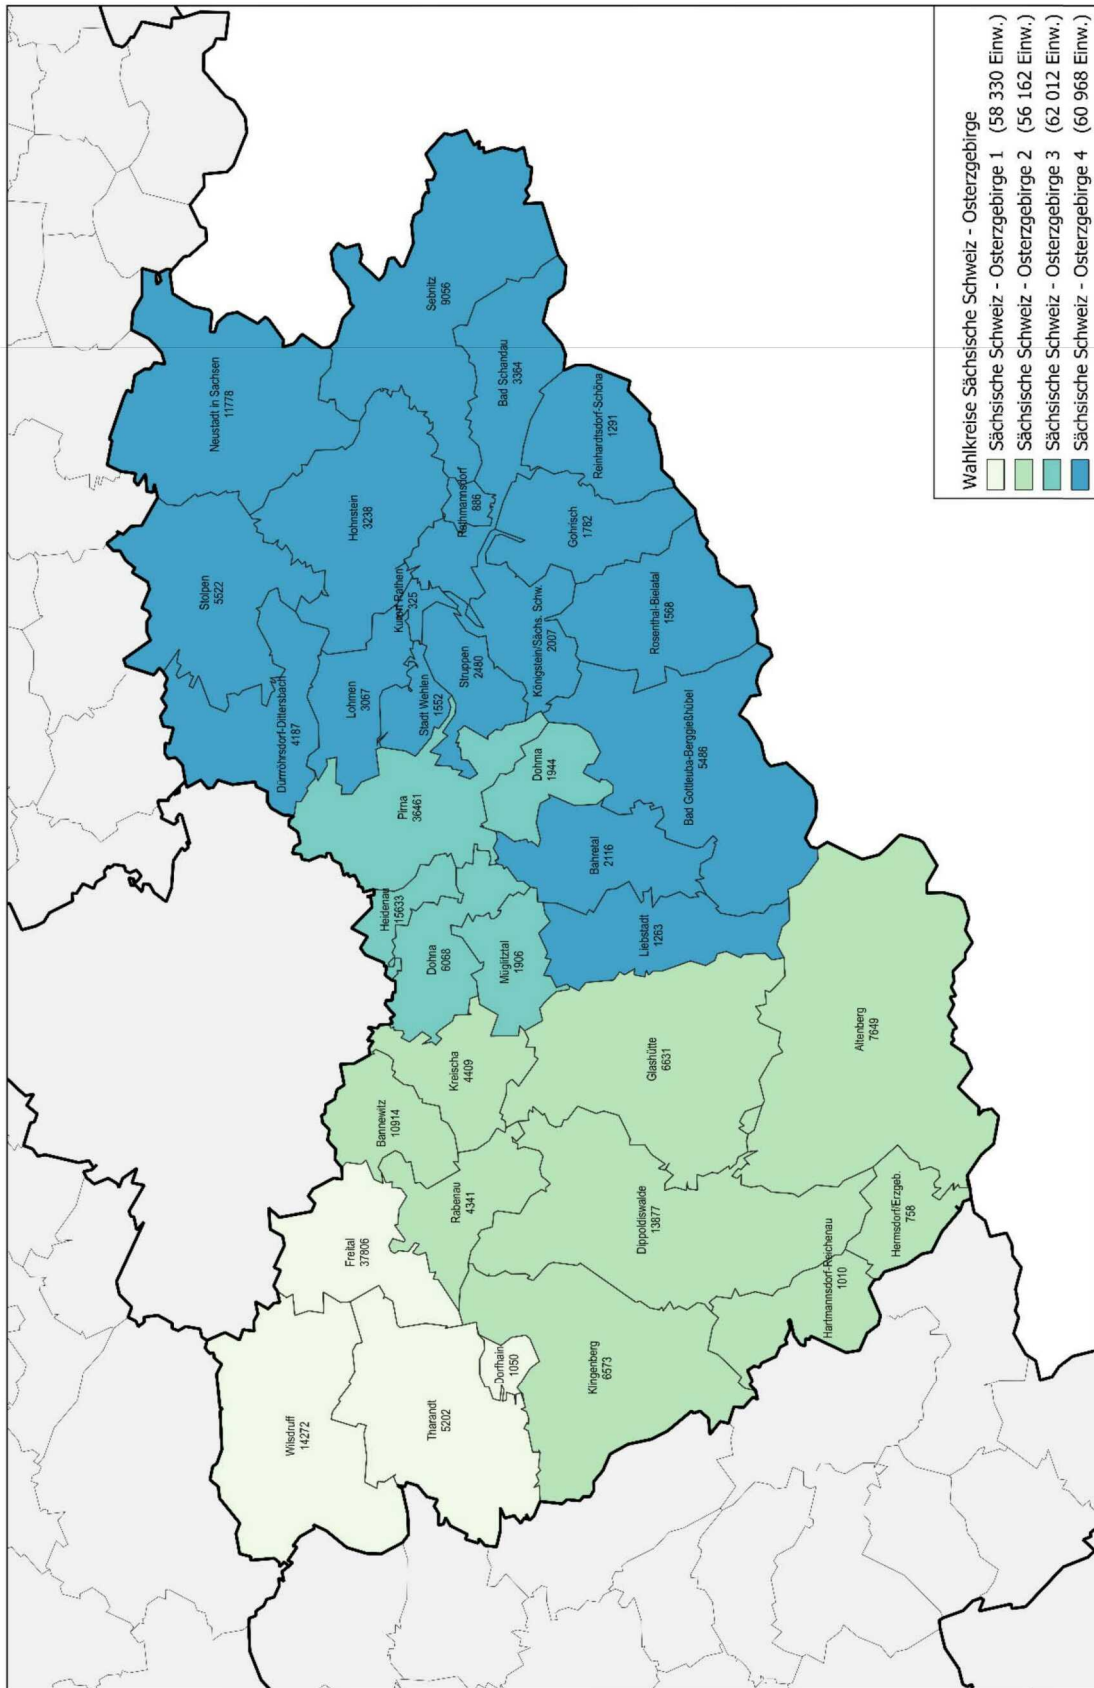 Wilsdruff
14272
Tharandt
5202
Dorfhain
1050
Freital
37806
Klingenberg
6573
Rabenau
4341
Bannewitz
10914
Dippoldiswalde
13877
Hartmannsdorf-Reichenau
1010
Hermsdorf/Erzgeb.
758
Kreischa
4409
Glashütte
6631
Altenberg
7649
Heidenau
15633
Dohna
6068
Müglitztal
1906
Liebstadt
1263
Pirna
36461
Bahretal
2116
Dohma
1944
Bad Gottleuba-Berggießhübel
5486
Dürrröhrsdorf-Dittersbach
4187
Lohmen
3067
Stadt Wehlen
1552
Struppen
2480
Königstein/Sächs. Schw.
2007
Rosenthal-Bielatal
1568
Stolpen
5522
Kurort Rathen
325
Hohnstein
3238
Rathmannsdorf
886
Gohrisch
1782
Neustadt in Sachsen
11778
Sebnitz
9056
Bad Schandau
3364
Reinhardtsdorf-Schöna
1291
Wahlkreise Sächsische Schweiz - Osterzgebirge
Sächsische Schweiz - Osterzgebirge 1 (58 330 Einw.)
Sächsische Schweiz - Osterzgebirge 2 (56 162 Einw.)
Sächsische Schweiz - Osterzgebirge 3 (62 012 Einw.)
Sächsische Schweiz - Osterzgebirge 4 (60 968 Einw.)